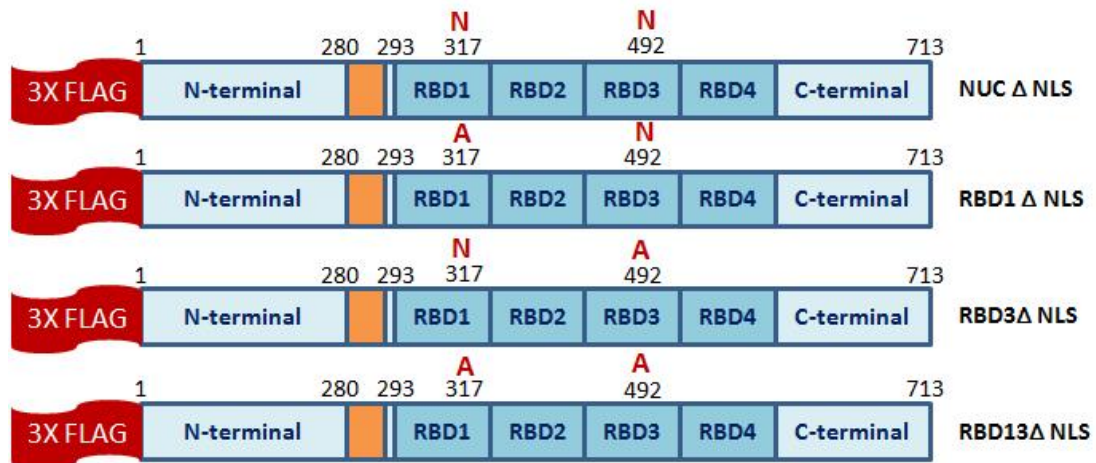 N N
1 280 293 317 492 713
3X FLAG N-terminal RBD1 RBD2 RBD3 RBD4 C-terminal NUC Δ NLS
A N
1 280 293 317 492 713
3X FLAG N-terminal RBD1 RBD2 RBD3 RBD4 C-terminal RBD1 Δ NLS
N A
1 280 293 317 492 713
3X FLAG N-terminal RBD1 RBD2 RBD3 RBD4 C-terminal RBD3Δ NLS
A A
1 280 293 317 492 713
3X FLAG N-terminal RBD1 RBD2 RBD3 RBD4 C-terminal RBD13Δ NLS